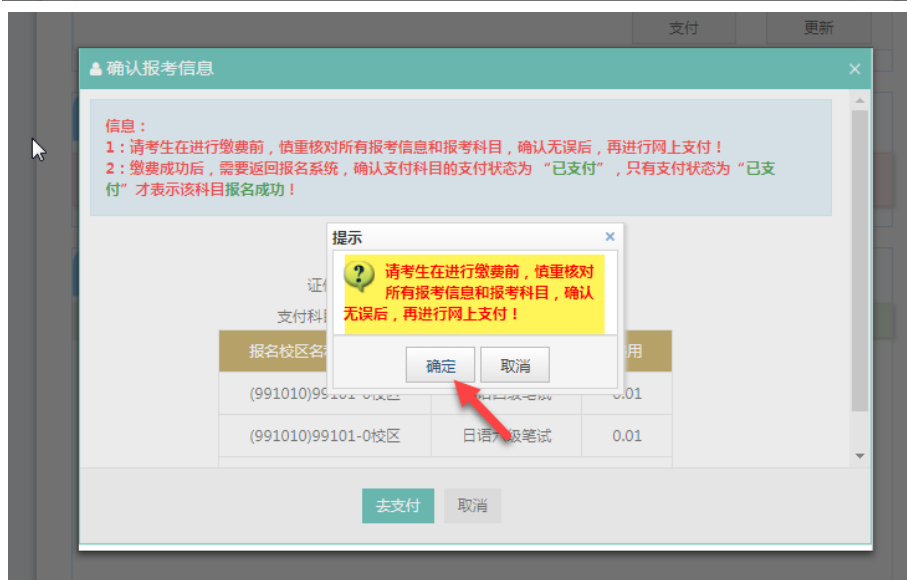 支付 更新
确认报考信息 ×
信息：
1：请考生在进行缴费前，慎重核对所有报考信息和报考科目，确认无误后，再进行网上支付！
2：缴费成功后，需要返回报名系统，确认支付科目的支付状态为 “已支付”，只有支付状态为“已支
付” 才表示该科目报名成功！
提示 ×
请考生在进行缴费前，慎重核对
所有报考信息和报考科目，确认
无误后，再进行网上支付！
支付科
报名校区名 用
确定 取消
(991010)99101-0校区 0.01
(991010)99101-0校区 日语 级笔试 0.01
去支付 取消